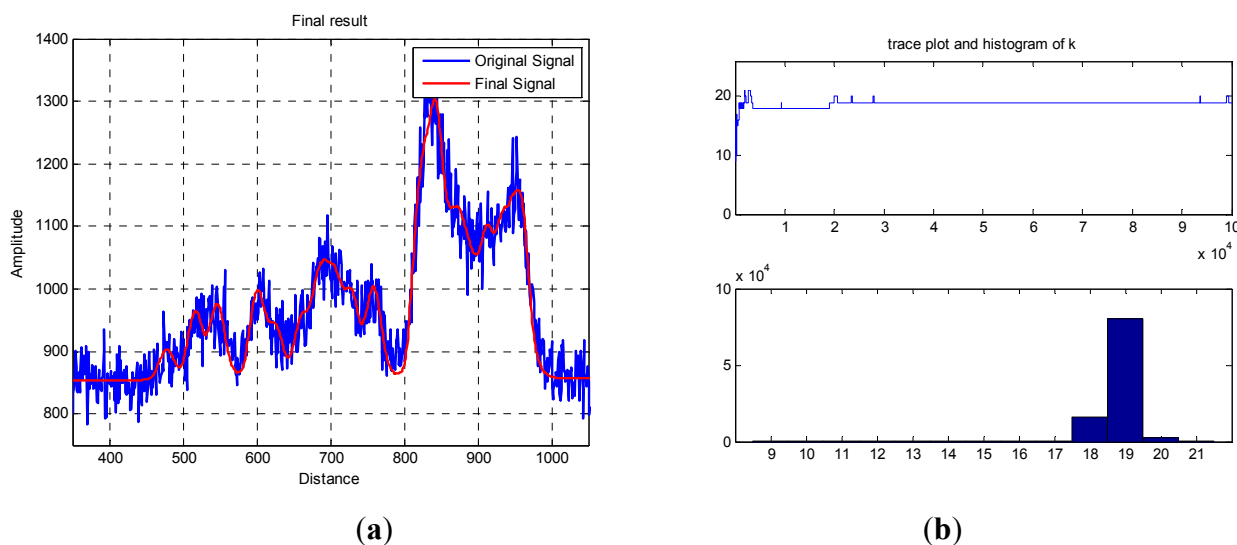 Final result
1400
1300
1200
1100
1000
900
800
Amplitude
400 500 600 700 800 900 1000
Distance
Original Signal
Final Signal
(a)
trace plot and histogram of k
20
10
0
1 2 3 4 5 6 7 8 9 10
x 10^4
x 10^4
10
5
0
9 10 11 12 13 14 15 16 17 18 19 20 21
(b)